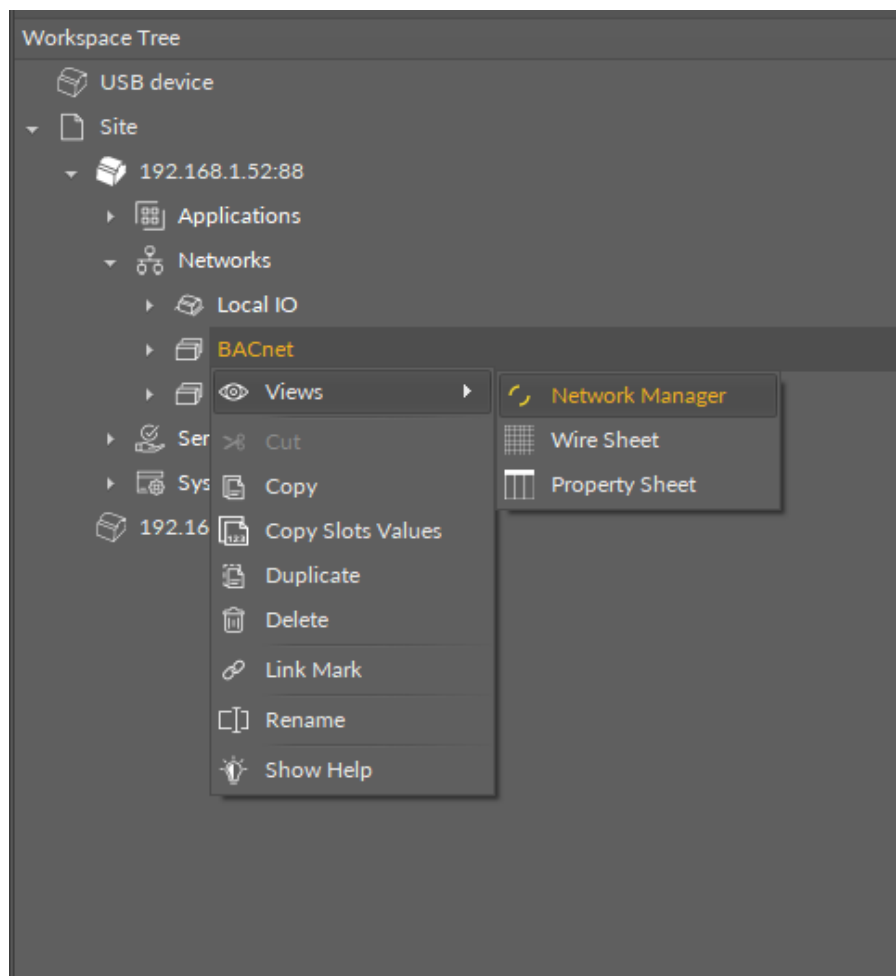 Workspace Tree
USB device
Site
192.168.1.52:88
Applications
Networks
Local IO
BACnet
Views
Network Manager
Ser
Cut
Wire Sheet
Sys
Copy
Property Sheet
192.16
Copy Slots Values
123
Duplicate
Delete
Link Mark
Rename
Show Help